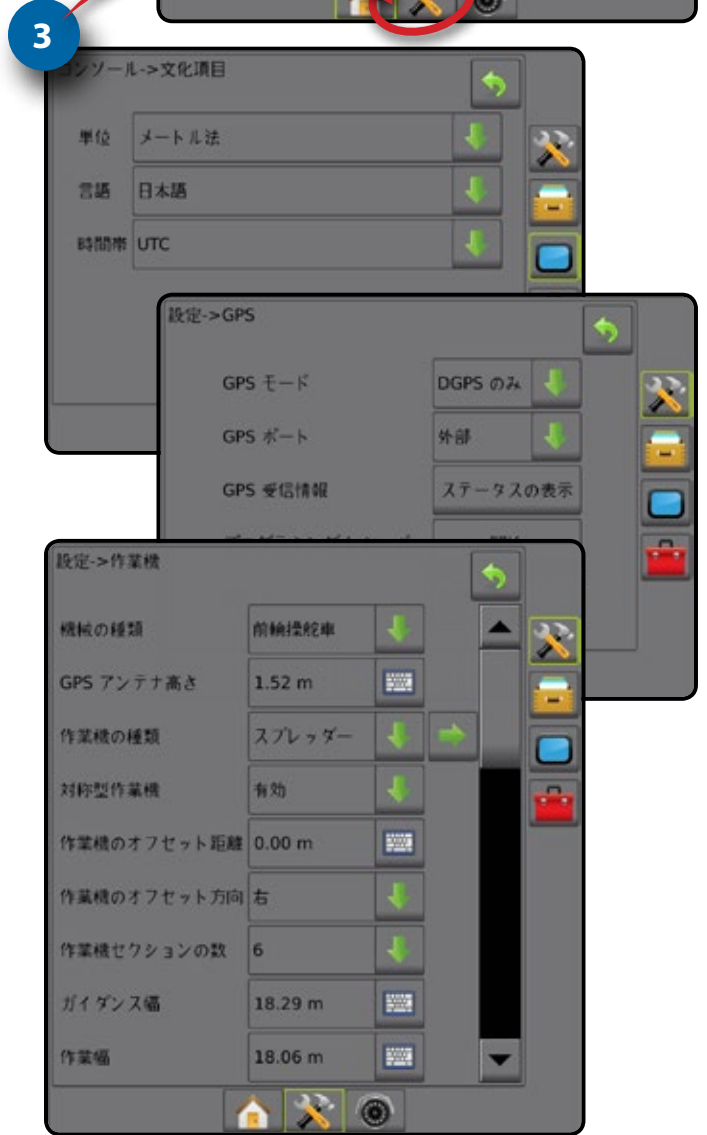 3
コンソール->文化項目
単位 メートル法
言語 日本語
時間帯 UTC
設定->GPS
GPS モード DGPS のみ
GPS ポート 外部
GPS 受信情報 ステータスの表示
設定->作業機
機械の種類 前輪操舵車
GPS アンテナ高さ 1.52 m
作業機の種類 スプレッダー
対称型作業機 有効
作業機のオフセット距離 0.00 m
作業機のオフセット方向 右
作業機セクションの数 6
ガイダンス幅 18.29 m
作業幅 18.06 m